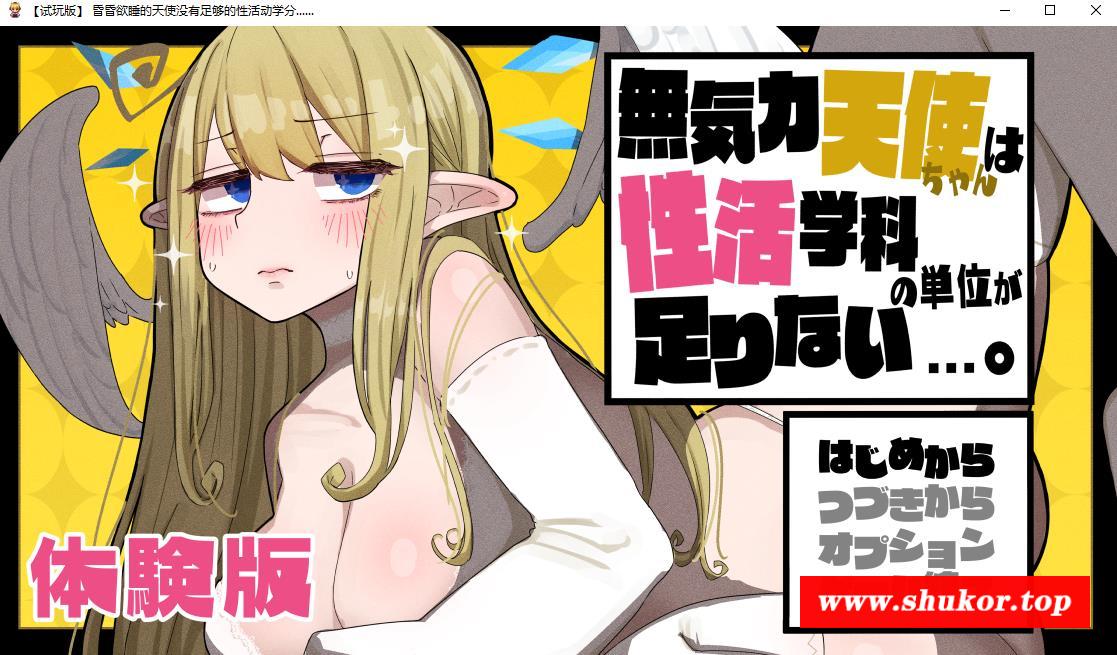 【试玩版】 昏昏欲睡的天使没有足够的性活动学分......
無気力天使ちゃんは
性活学科
の単位が
足りない…。
はじめから
つづきから
オプション
体験版
www.shukor.top